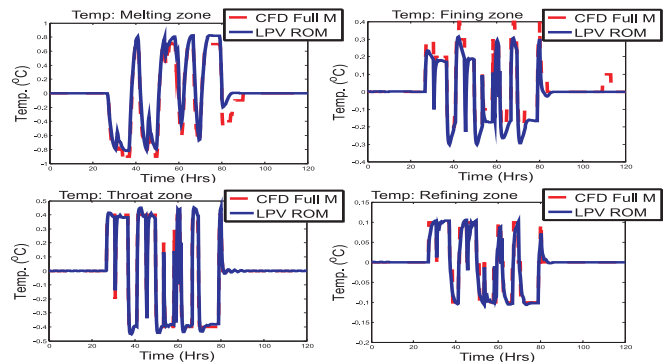 Temp: Melting zone
CFD Full M
LPV ROM
1
0.8
0.6
0.4
0.2
0
-0.2
-0.4
-0.6
-0.8
-1
0 20 40 60 80 100 120
Temp. (⁰C)
Time (Hrs)
Temp: Fining zone
CFD Full M
LPV ROM
0.4
0.3
0.2
0.1
0
-0.1
-0.2
-0.3
-0.4
0 20 40 60 80 100 120
Temp. (⁰C)
Time (Hrs)
Temp: Throat zone
CFD Full M
LPV ROM
0.5
0.4
0.3
0.2
0.1
0
-0.1
-0.2
-0.3
-0.4
-0.5
0 20 40 60 80 100 120
Temp. (⁰C)
Time (Hrs)
Temp: Refining zone
CFD Full M
LPV ROM
0.15
0.1
0.05
0
-0.05
-0.1
-0.15
-0.2
0 20 40 60 80 100 120
Temp. (⁰C)
Time (Hrs)